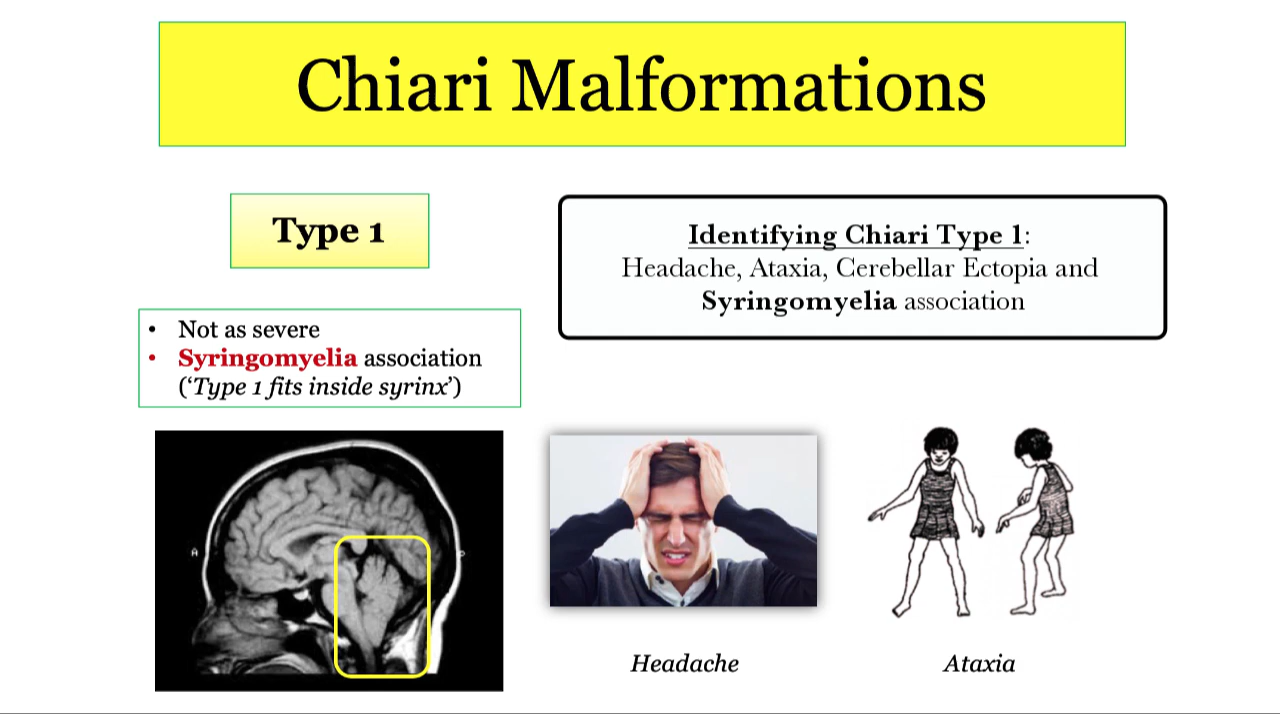 Chiari Malformations
Type 1
Identifying Chiari Type 1:
Headache, Ataxia, Cerebellar Ectopia and
Syringomyelia association
• Not as severe
• Syringomyelia association
(‘Type 1 fits inside syrinx’)
A
P
Headache
Ataxia